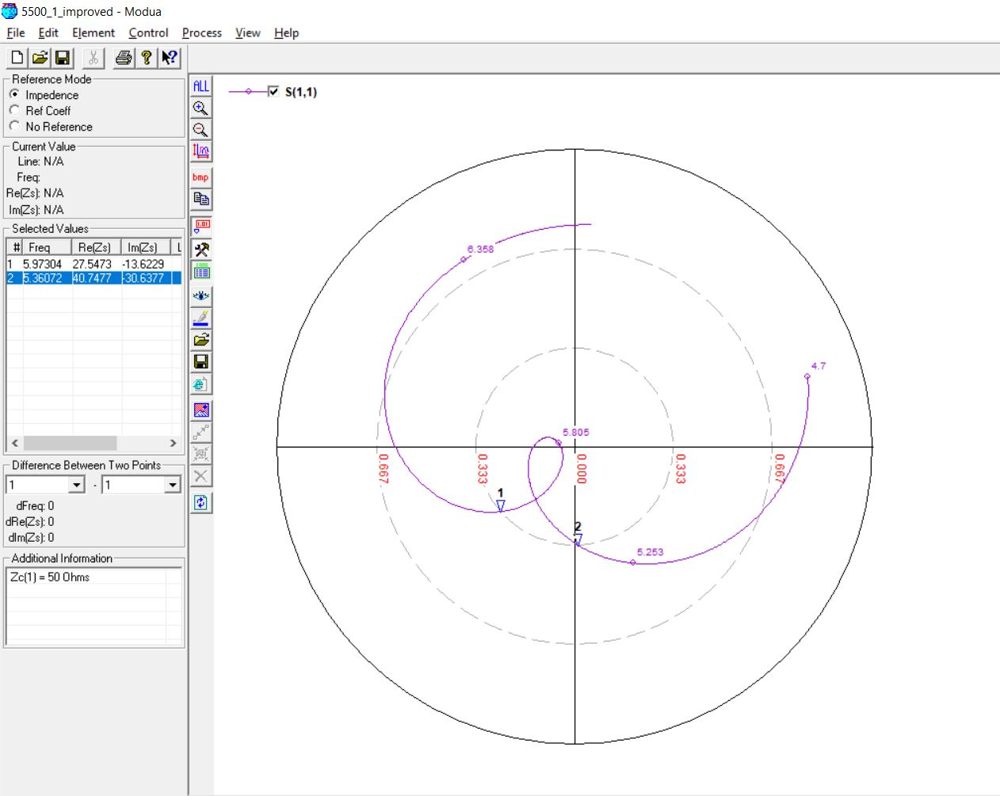 5500_1_improved - Modua
File Edit Element Control Process View Help
Reference Mode
Impedence
Ref Coeff
No Reference
Current Value
Line: N/A
Freq:
Re(Zs): N/A
Im(Zs): N/A
Selected Values
# Freq Re(Zs) Im(Zs) L
1 5.97304 27.5473 -13.6229
2 5.36072 40.7477 -30.6377
Difference Between Two Points
1 - 1
dFreq: 0
dRe(Zs): 0
dIm(Zs): 0
Additional Information
Zc(1) = 50 Ohms
ALL
bmp
1.01
S(1,1)
6.358
4.7
5.805
0.667
0.333
0.000
0.333
0.667
1
2
5.253